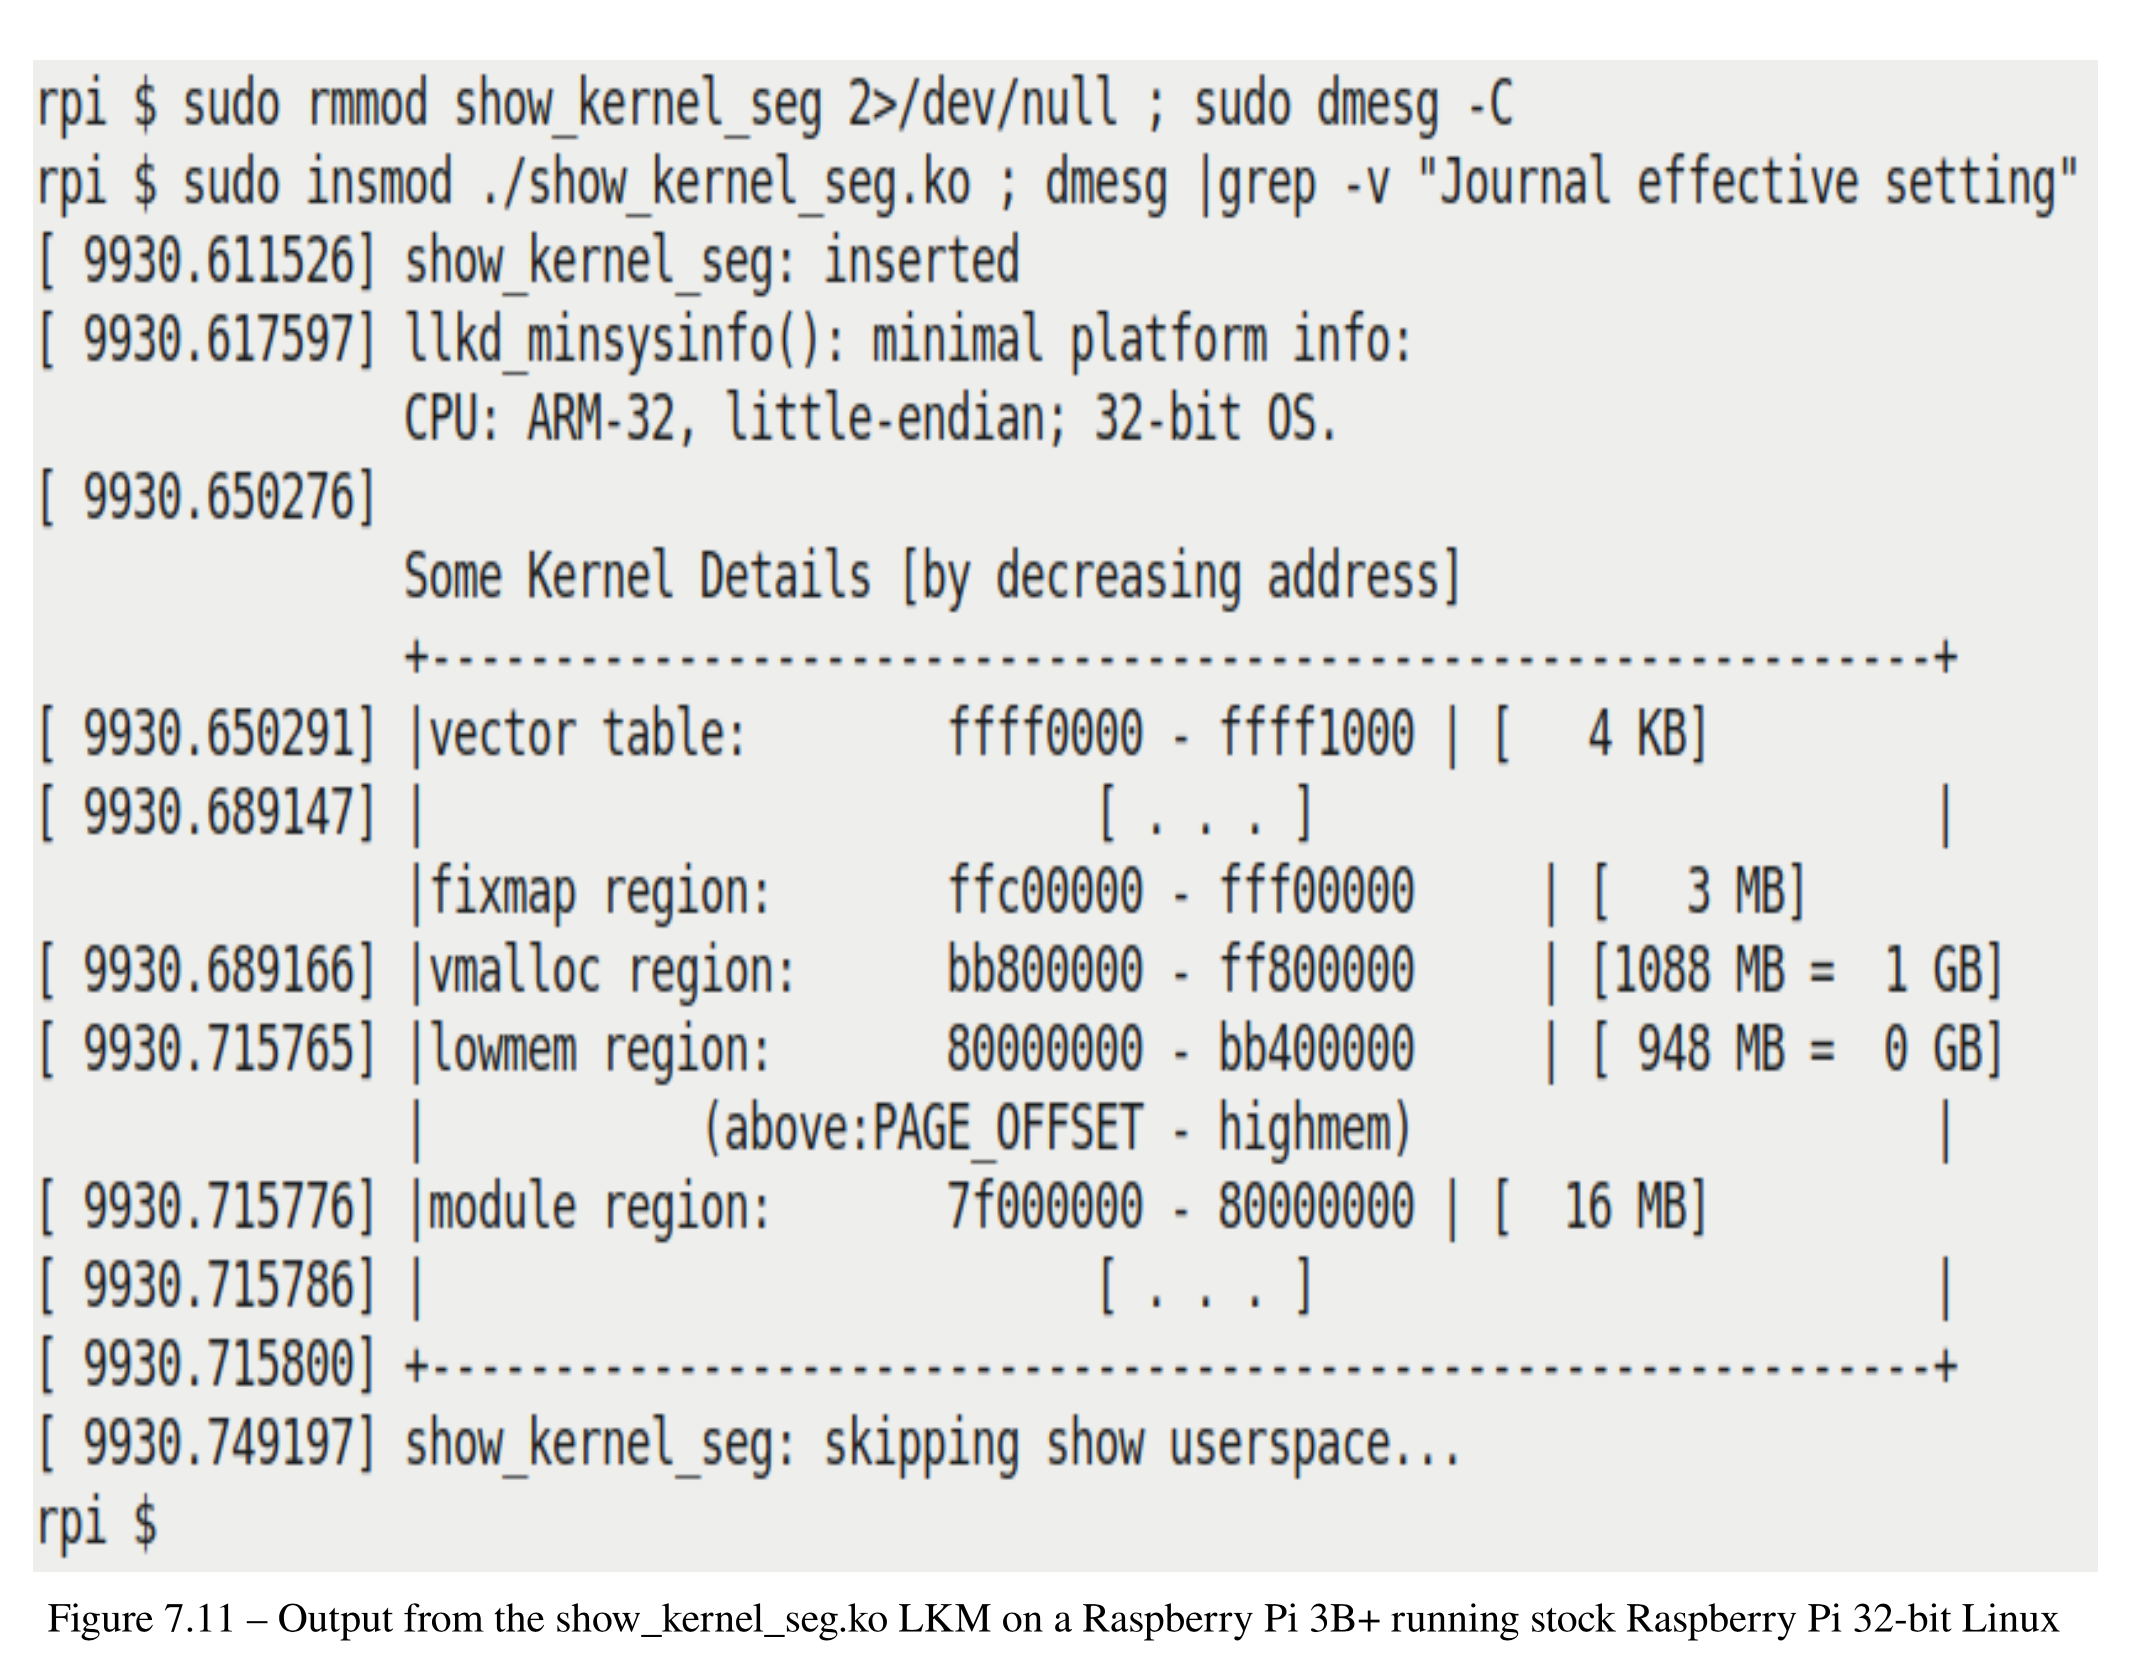 rpi $ sudo rmmod show_kernel_seg 2>/dev/null ; sudo dmesg -C
rpi $ sudo insmod ./show_kernel_seg.ko ; dmesg |grep -v "Journal effective setting"
[ 9930.611526] show_kernel_seg: inserted
[ 9930.617597] llkd_minsysinfo(): minimal platform info:
               CPU: ARM-32, little-endian; 32-bit OS.
[ 9930.650276]
               Some Kernel Details [by decreasing address]
               +-------------------------------------------------------------+
[ 9930.650291] |vector table:        ffff0000 - ffff1000 | [   4 KB]
[ 9930.689147] |                           [ . . . ]                          |
               |fixmap region:       ffc00000 - fff00000     | [   3 MB]
[ 9930.689166] |vmalloc region:      bb800000 - ff800000     | [1088 MB =  1 GB]
[ 9930.715765] |lowmem region:       80000000 - bb400000     | [ 948 MB =  0 GB]
               |           (above:PAGE_OFFSET - highmem)                      |
[ 9930.715776] |module region:       7f000000 - 80000000 | [  16 MB]
[ 9930.715786] |                           [ . . . ]                          |
[ 9930.715800] +-------------------------------------------------------------+
[ 9930.749197] show_kernel_seg: skipping show userspace...
rpi $
Figure 7.11 – Output from the show_kernel_seg.ko LKM on a Raspberry Pi 3B+ running stock Raspberry Pi 32-bit Linux